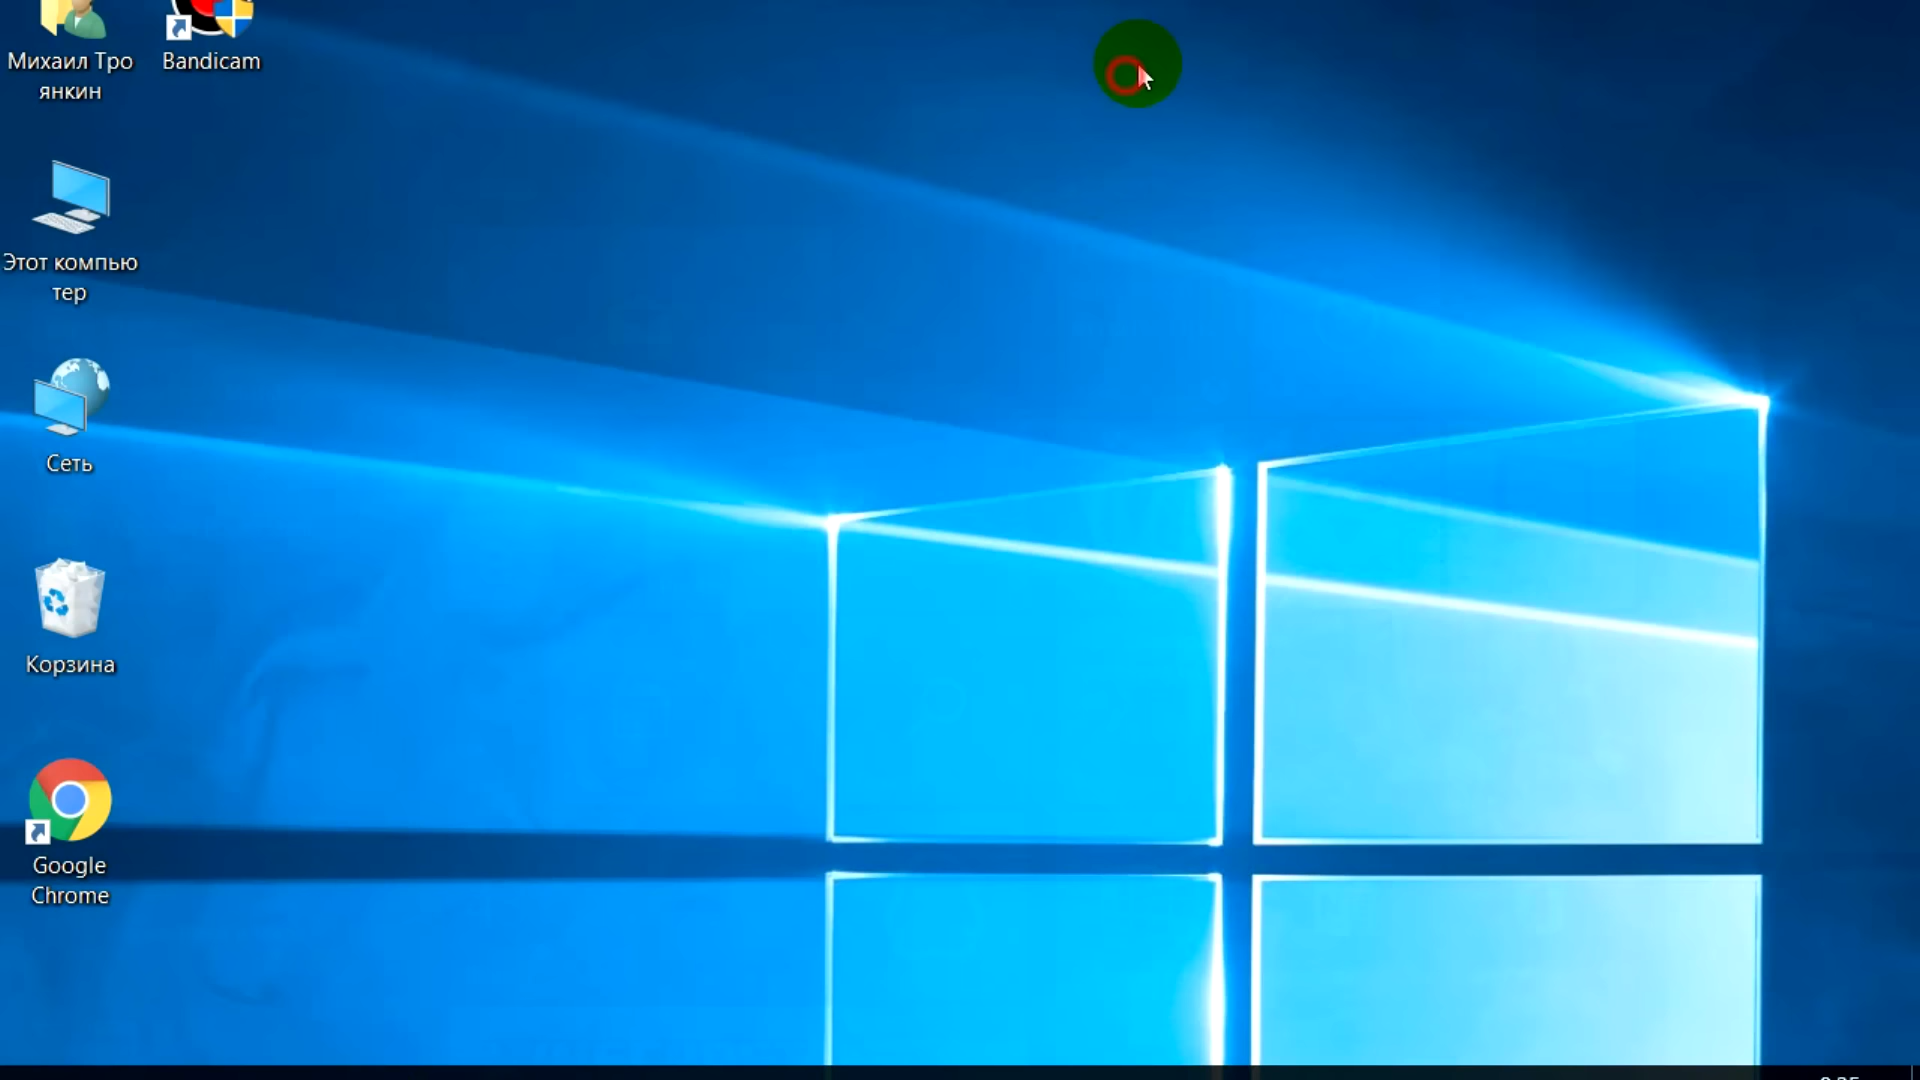 Михаил Тро
янкин
Bandicam
Этот компью
тер
Сеть
Корзина
Google
Chrome